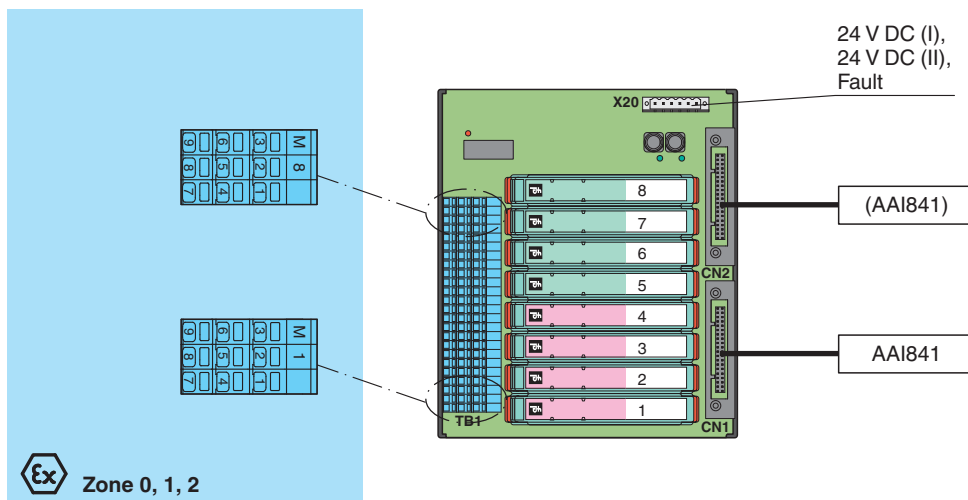 24 V DC (I),
24 V DC (II),
Fault
X20
9 6 3 M
8 5 2 8
7 4 1
8
7
6
5
4
3
2
1
(AAI841)
CN2
9 6 3 M
8 5 2 1
7 4 1
AAI841
TB1
CN1
Ex Zone 0, 1, 2